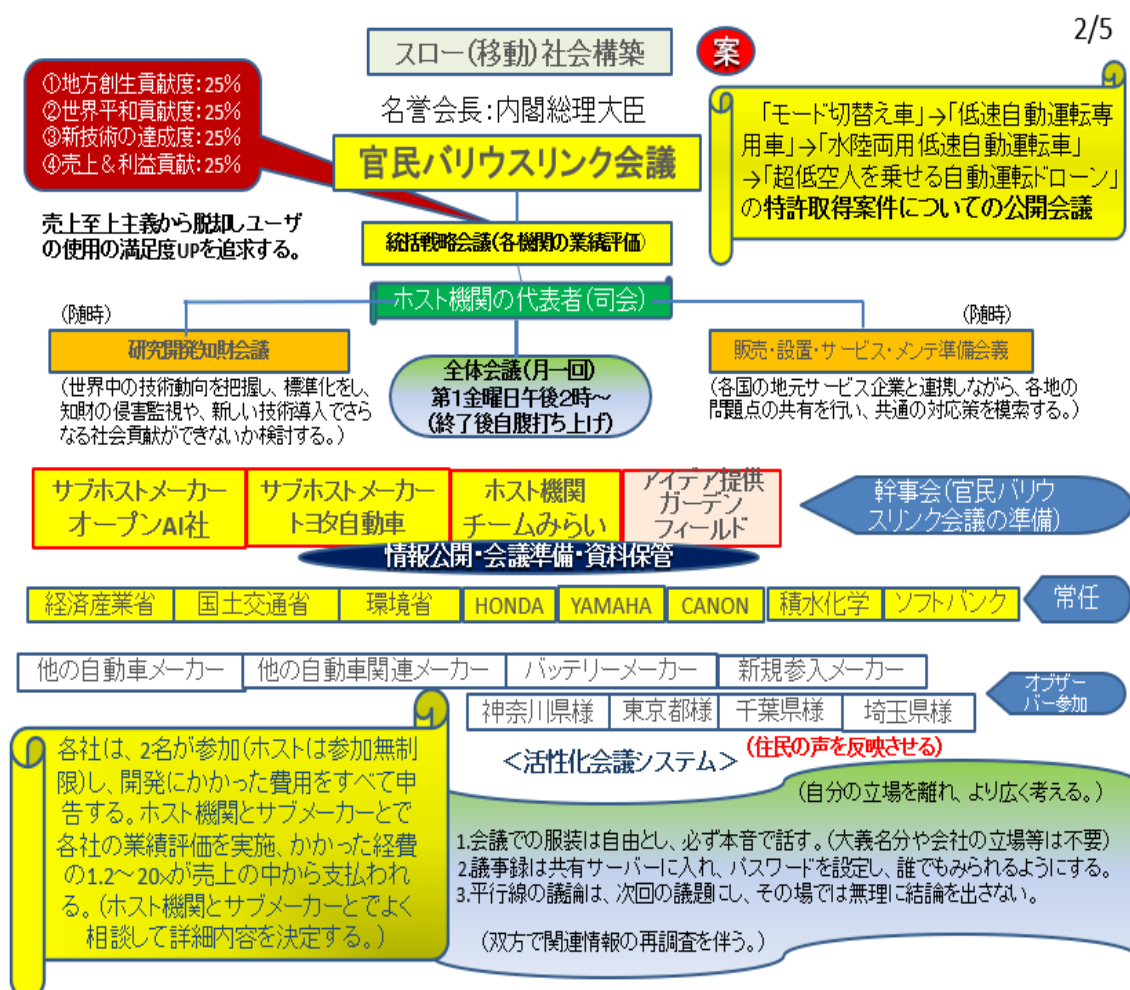 2/5
スロー(移動)社会構築
案
①地方創生貢献度:25%
②世界平和貢献度:25%
③新技術の達成度:25%
④売上&利益貢献:25%
名誉会長:内閣総理大臣
官民バリウスリンク会議
「モード切替え車」→「低速自動運転専
用車」→「水陸両用低速自動運転車」
→「超低空人を乗せる自動運転ドローン」
の特許取得案件についての公開会議
売上至上主義から脱却しユーザ
の使用の満足度UPを追求する。
統括戦略会議(各機関の業績評価)
ホスト機関の代表者(司会)
(随時)
研究開発知財会議
(世界中の技術動向を把握し、標準化をし、
知財の侵害監視や、新しい技術導入でさら
なる社会貢献ができないか検討する。)
全体会議(月一回)
第1金曜日午後2時~
(終了後自腹打ち上げ)
(随時)
販売・設置・サービス・メンテ準備会義
(各国の地元サービス企業と連携しながら、各地の
問題点の共有を行い、共通の対応策を模索する。)
サブホストメーカー
オープンAI社
サブホストメーカー
トヨタ自動車
ホスト機関
チームみらい
アイデア提供
ガーデン
フィールド
幹事会(官民バリウ
スリンク会議の準備)
情報公開・会議準備・資料保管
経済産業省
国土交通省
環境省
HONDA
YAMAHA
CANON
積水化学
ソフトバンク
常任
他の自動車メーカー
他の自動車関連メーカー
バッテリーメーカー
新規参入メーカー
オブザー
バー参加
神奈川県様
東京都様
千葉県様
埼玉県様
(住民の声を反映させる)
<活性化会議システム>
各社は、2名が参加(ホストは参加無制
限)し、開発にかかった費用をすべて申
告する。ホスト機関とサブメーカーとで
各社の業績評価を実施、かかった経費
の1.2~20×が売上の中から支払われ
る。(ホスト機関とサブメーカーとでよく
相談して詳細内容を決定する。)
(自分の立場を離れ、より広く考える。)
1.会議での服装は自由とし、必ず本音で話す。(大義名分や会社の立場等は不要)
2.議事録は共有サーバーに入れ、パスワードを設定し、誰でもみられるようにする。
3.平行線の議論は、次回の議題にし、その場では無理に結論を出さない。
(双方で関連情報の再調査を伴う。)